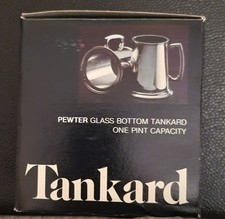 PEWTER GLASS BOTTOM TANKARD
ONE PINT CAPACITY
Tankard